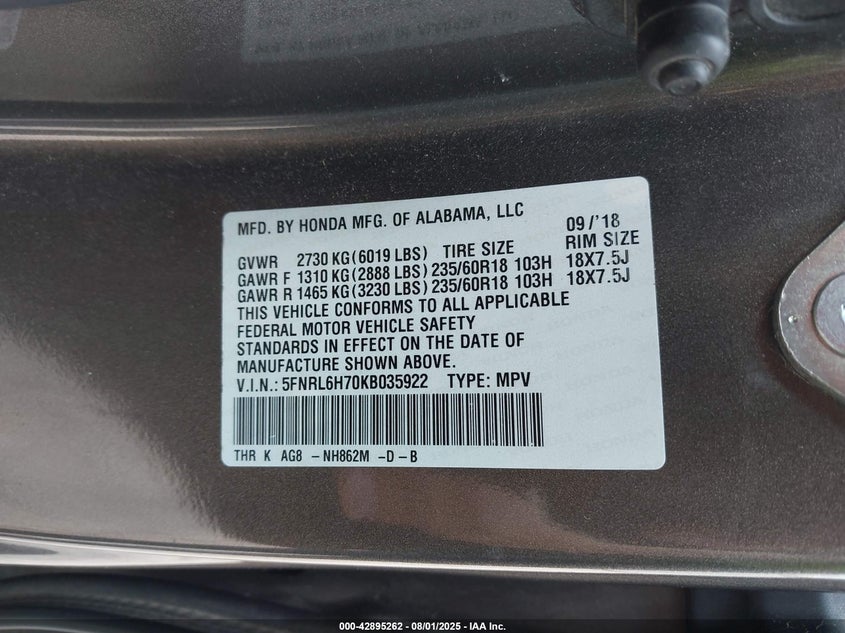 MFD. BY HONDA MFG. OF ALABAMA, LLC 09/'18
GVWR 2730 KG(6019 LBS) TIRE SIZE RIM SIZE
GAWR F 1310 KG(2888 LBS)235/60R18 103H 18X7.5J
GAWR R 1465 KG(3230 LBS)235/60R18 103H 18X7.5J
THIS VEHICLE CONFORMS TO ALL APPLICABLE
FEDERAL MOTOR VEHICLE SAFETY
STANDARDS IN EFFECT ON THE DATE OF
MANUFACTURE SHOWN ABOVE.
V.I.N.: 5FNRL6H70KB035922 TYPE: MPV
THR K AG8 -NH862M -D-B
000-42895262 - 08/01/2025 - IAA Inc.